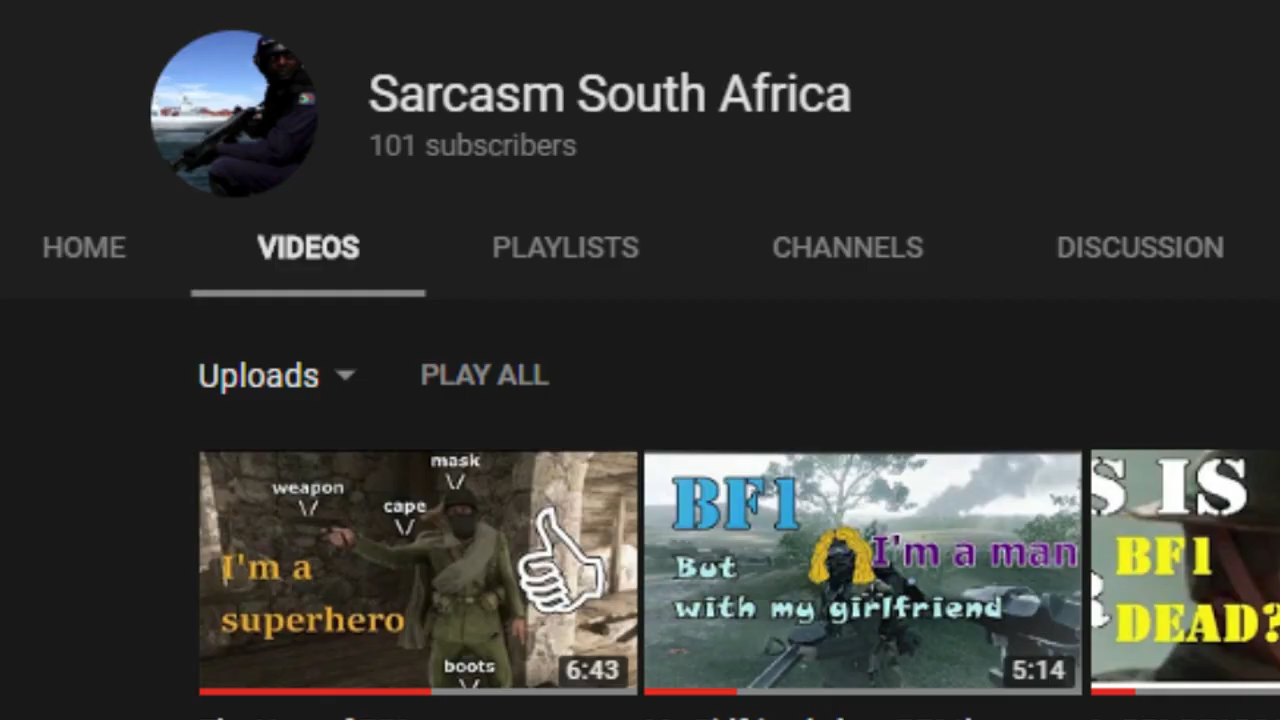 Sarcasm South Africa
101 subscribers
HOME
VIDEOS
PLAYLISTS
CHANNELS
DISCUSSION
Uploads
PLAY ALL
mask
weapon
cape
I'm a
superhero
boots
6:43
BF1
I'm a man
But
with my girlfriend
5:14
S IS
BF1
DEAD?